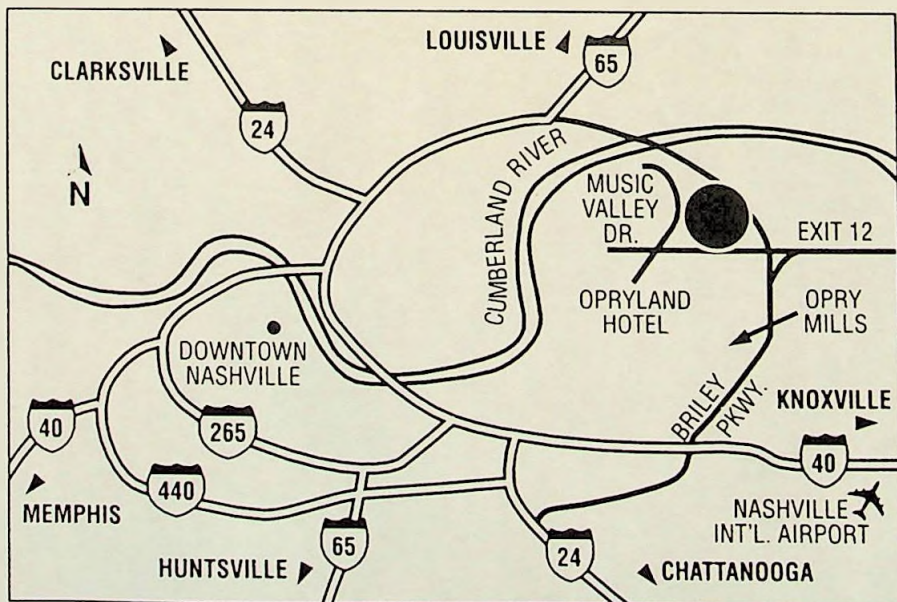 LOUISVILLE
65
CLARKSVILLE
24
N
CUMBERLAND RIVER
MUSIC
VALLEY
DR.
EXIT 12
OPRYLAND
HOTEL
OPRY
MILLS
DOWNTOWN
NASHVILLE
BRILEY
PKWY.
KNOXVILLE
40
265
40
440
MEMPHIS
NASHVILLE
INT'L. AIRPORT
65
HUNTSVILLE
24
CHATTANOOGA